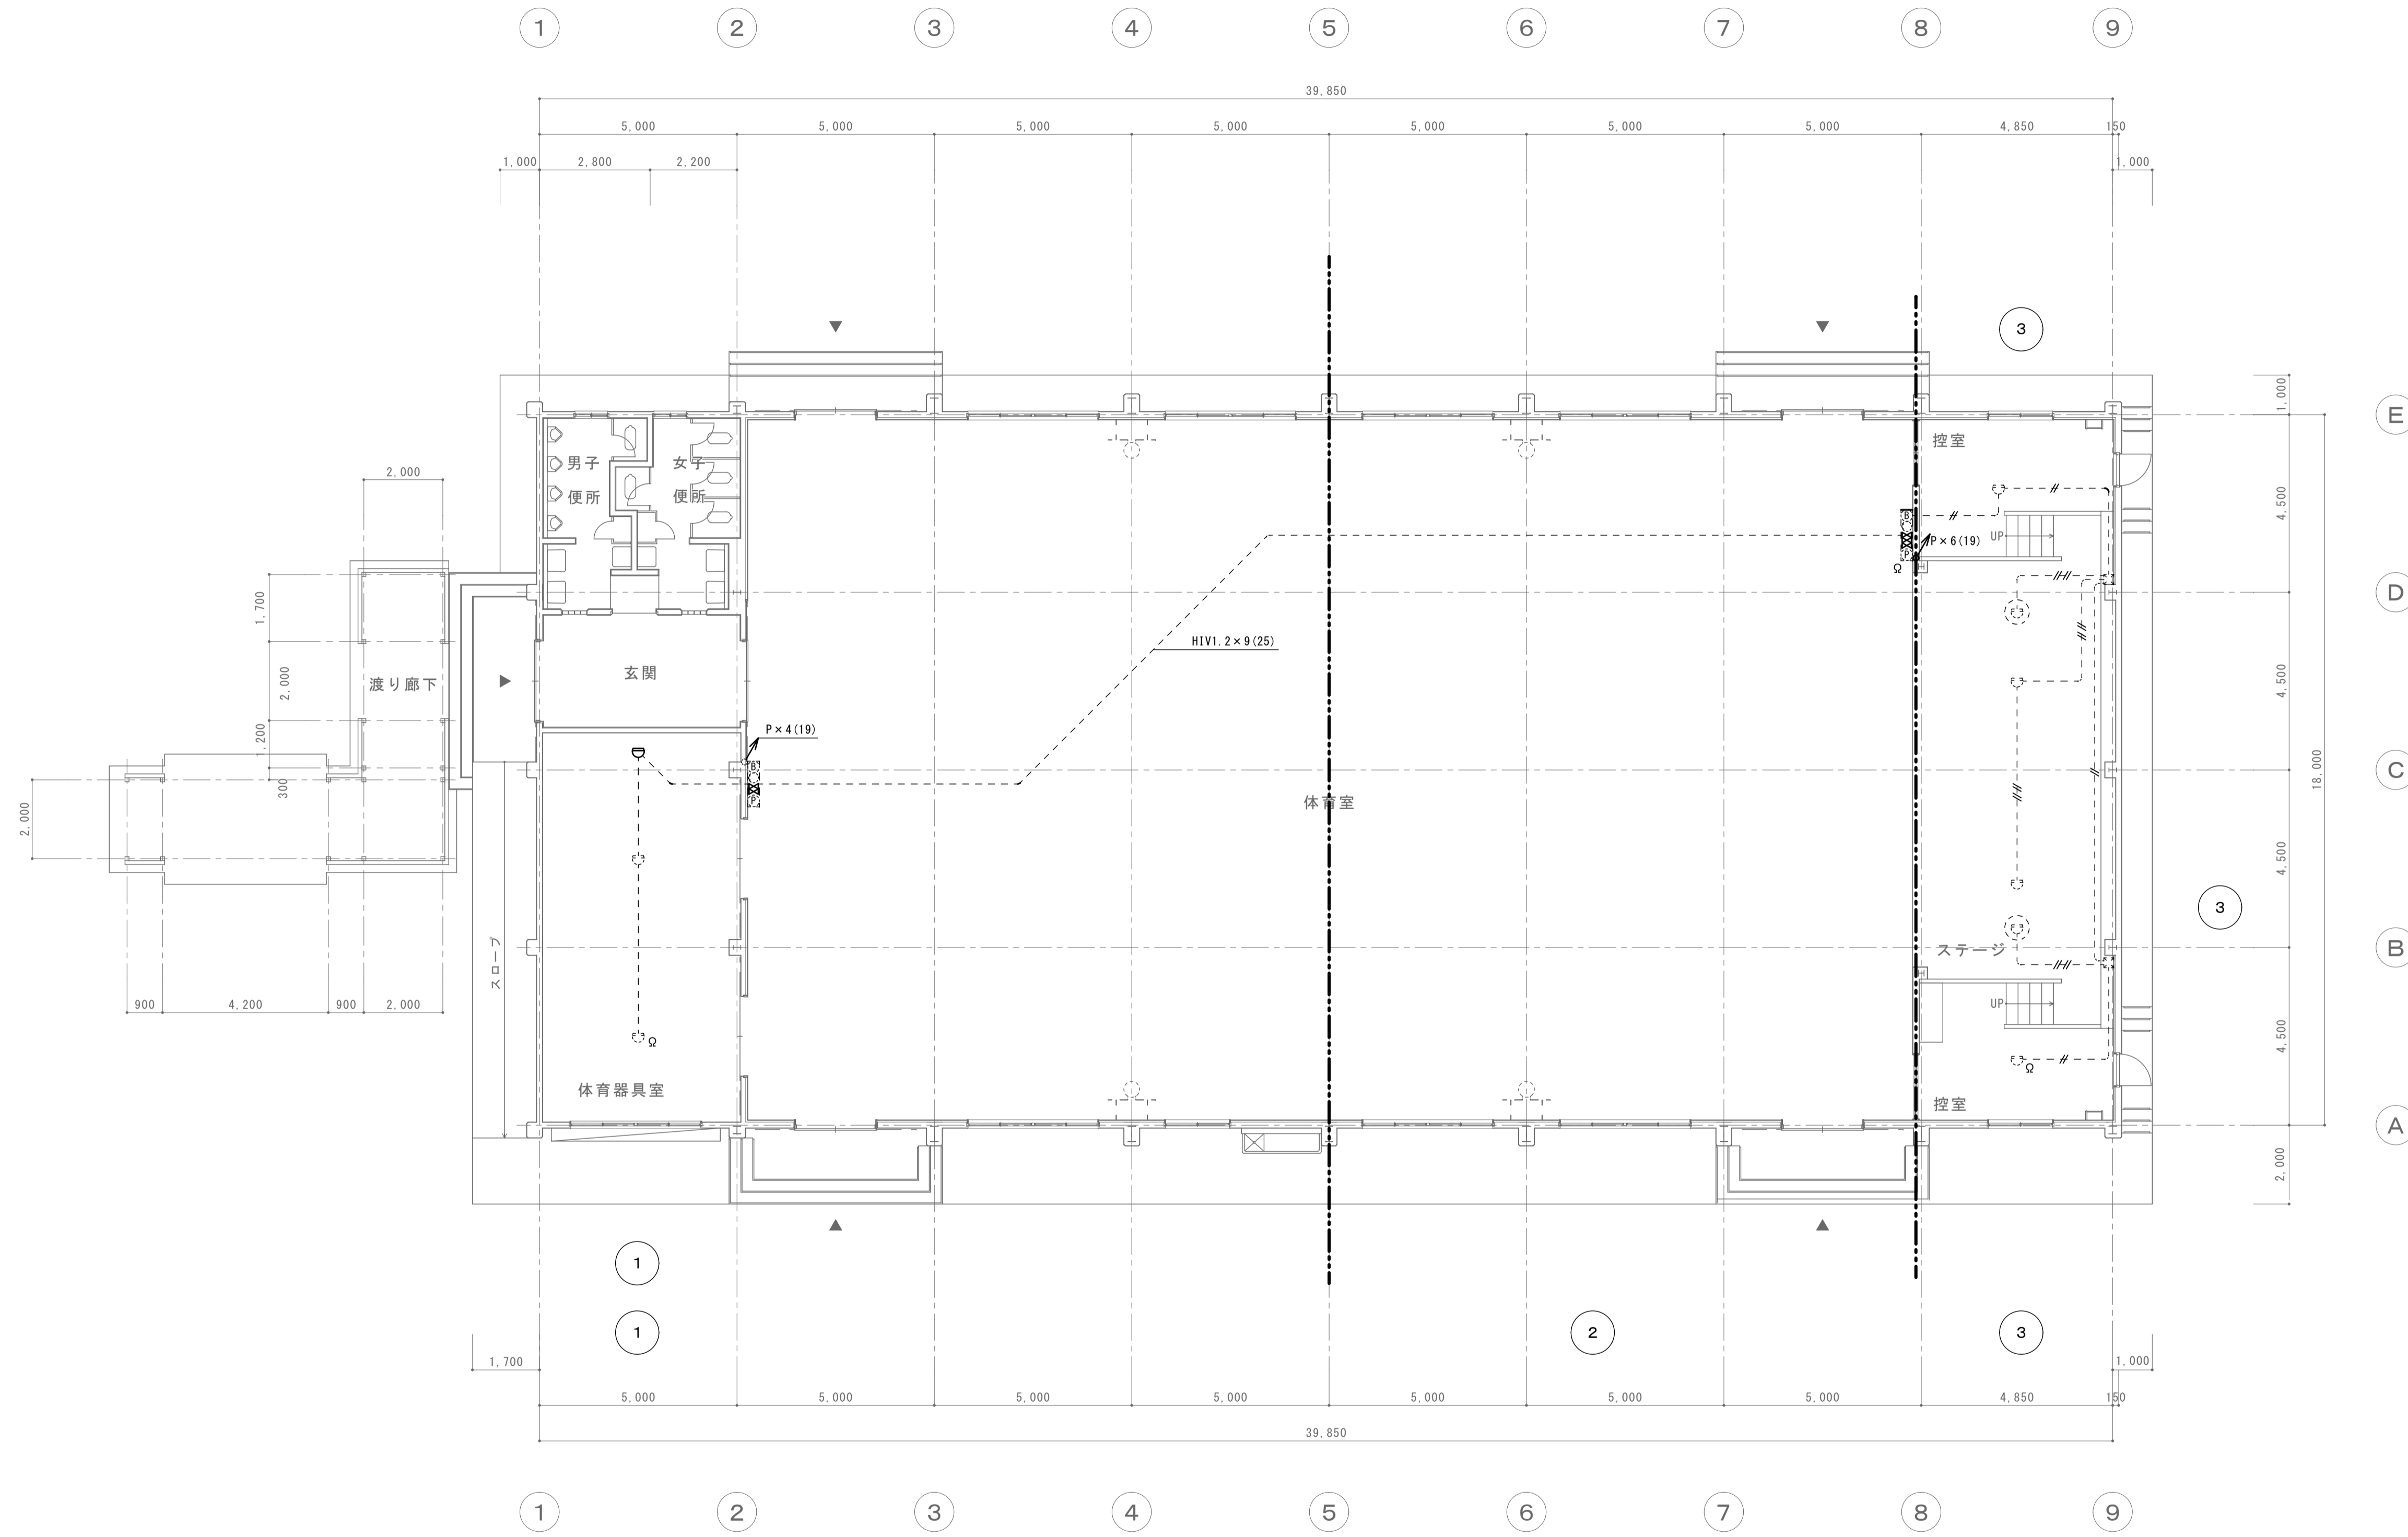 1 2 3 4 5 6 7 8 9
39,850
5,000 5,000 5,000 5,000 5,000 5,000 5,000 4,850 150
1,000 2,800 2,200 1,000
3
1,000
E
控室
男子 女子
便所 便所
2,000
4,500
B
UP
P
P×6(19)
Ω
D
1,700
HIV1.2×9(25)
玄関
渡り廊下
2,000
4,500
P×4(19)
1,200
B
C
300
P
18,000
体育室
2,000
4,500
3
スロープ
ステージ
B
900 4,200 900 2,000
UP
Ω
4,500
Ω
体育器具室
控室
A
2,000
1
1 2 3
1,700 1,000
5,000 5,000 5,000 5,000 5,000 5,000 5,000 4,850 150
39,850
1 2 3 4 5 6 7 8 9